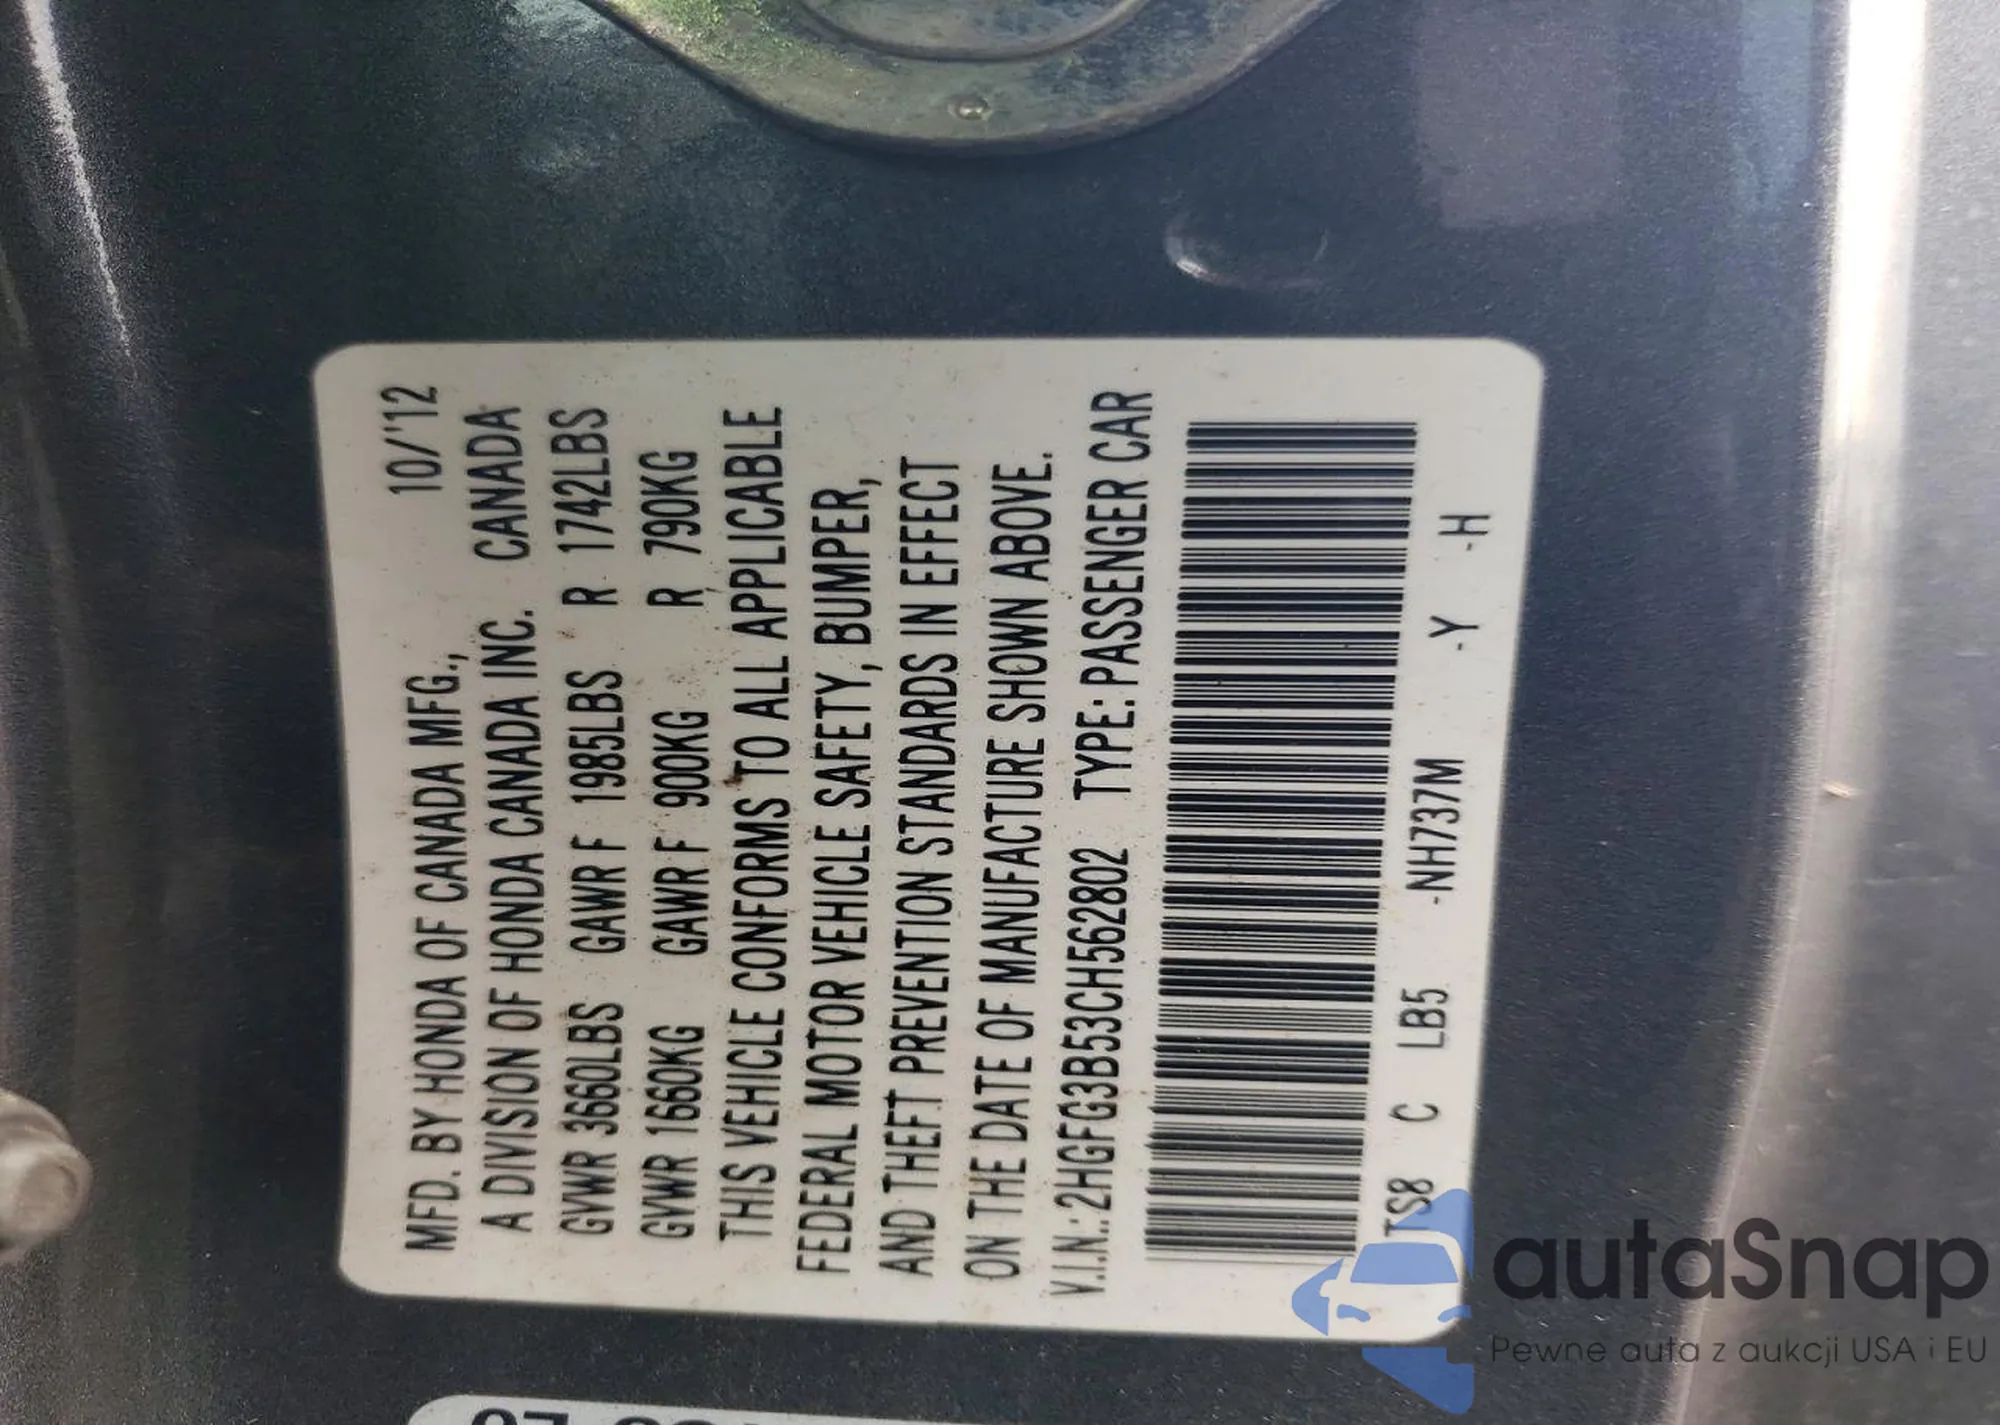 10/'12
MFD. BY HONDA OF CANADA MFG.,
A DIVISION OF HONDA CANADA INC. CANADA
GVWR 3660LBS GAWR F 1985LBS R 1742LBS
GVWR 1660KG GAWR F 900KG R 790KG
THIS VEHICLE CONFORMS TO ALL APPLICABLE
FEDERAL MOTOR VEHICLE SAFETY, BUMPER,
AND THEFT PREVENTION STANDARDS IN EFFECT
ON THE DATE OF MANUFACTURE SHOWN ABOVE.
V.I.N.: 2HGFG3B53CH562802 TYPE: PASSENGER CAR
TS8 C LB5 -NH737M -Y -H
autaSnap
Pewne auta z aukcji USA i EU